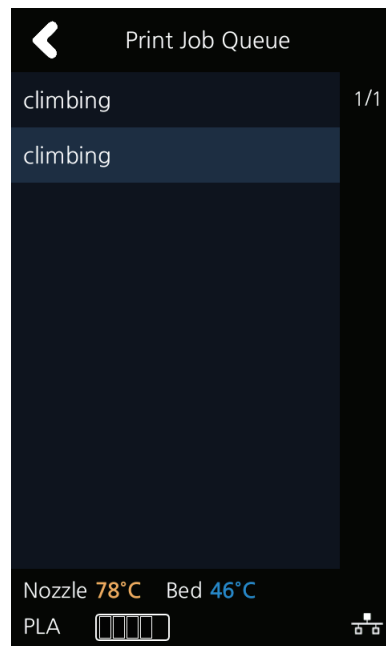 Print Job Queue
climbing 1/1
climbing
Nozzle 78°C Bed 46°C
PLA